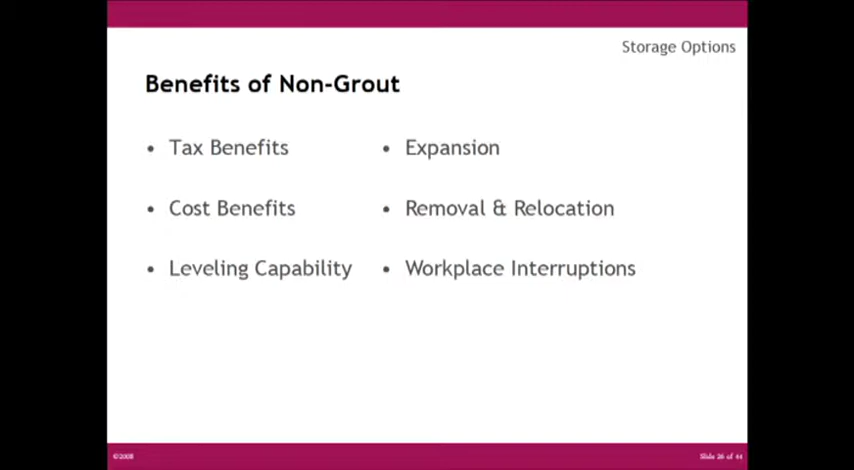 Storage Options
Benefits of Non-Grout
• Tax Benefits
• Cost Benefits
• Leveling Capability
• Expansion
• Removal & Relocation
• Workplace Interruptions
©2008
Slide 26 of 44